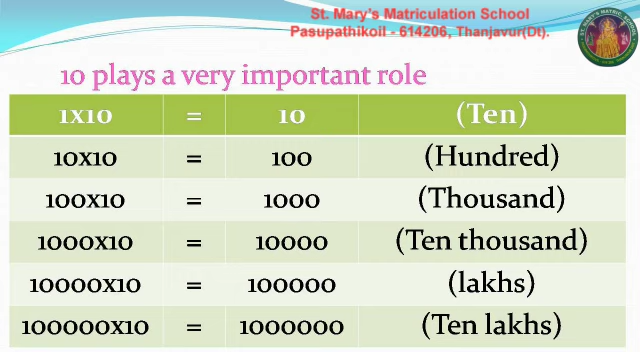 St. Mary's Matriculation School
Pasupathikoil - 614206, Thanjavur(Dt).
10 plays a very important role
1x10 = 10 (Ten)
10x10 = 100 (Hundred)
100x10 = 1000 (Thousand)
1000x10 = 10000 (Ten thousand)
10000x10 = 100000 (lakhs)
100000x10 = 1000000 (Ten lakhs)